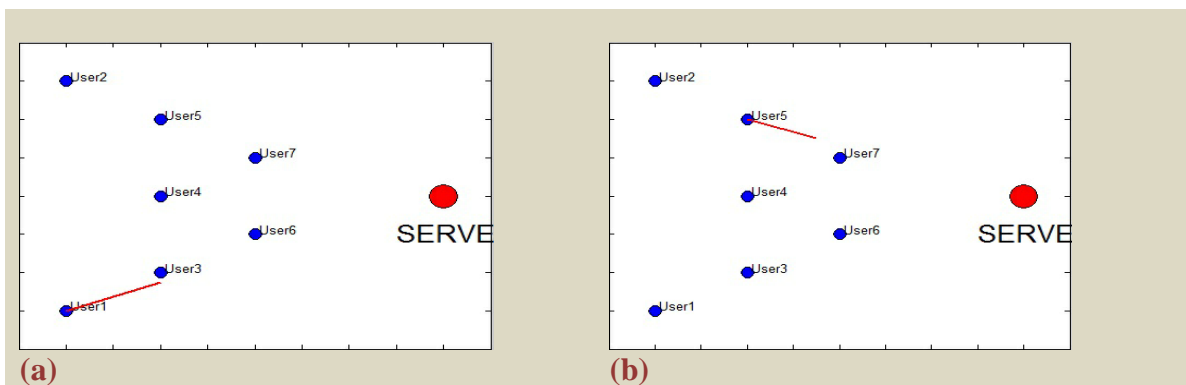 User2
User5
User7
User4
User6
SERVE
User3
User1
(a)
User2
User5
User7
User4
User6
SERVE
User3
User1
(b)